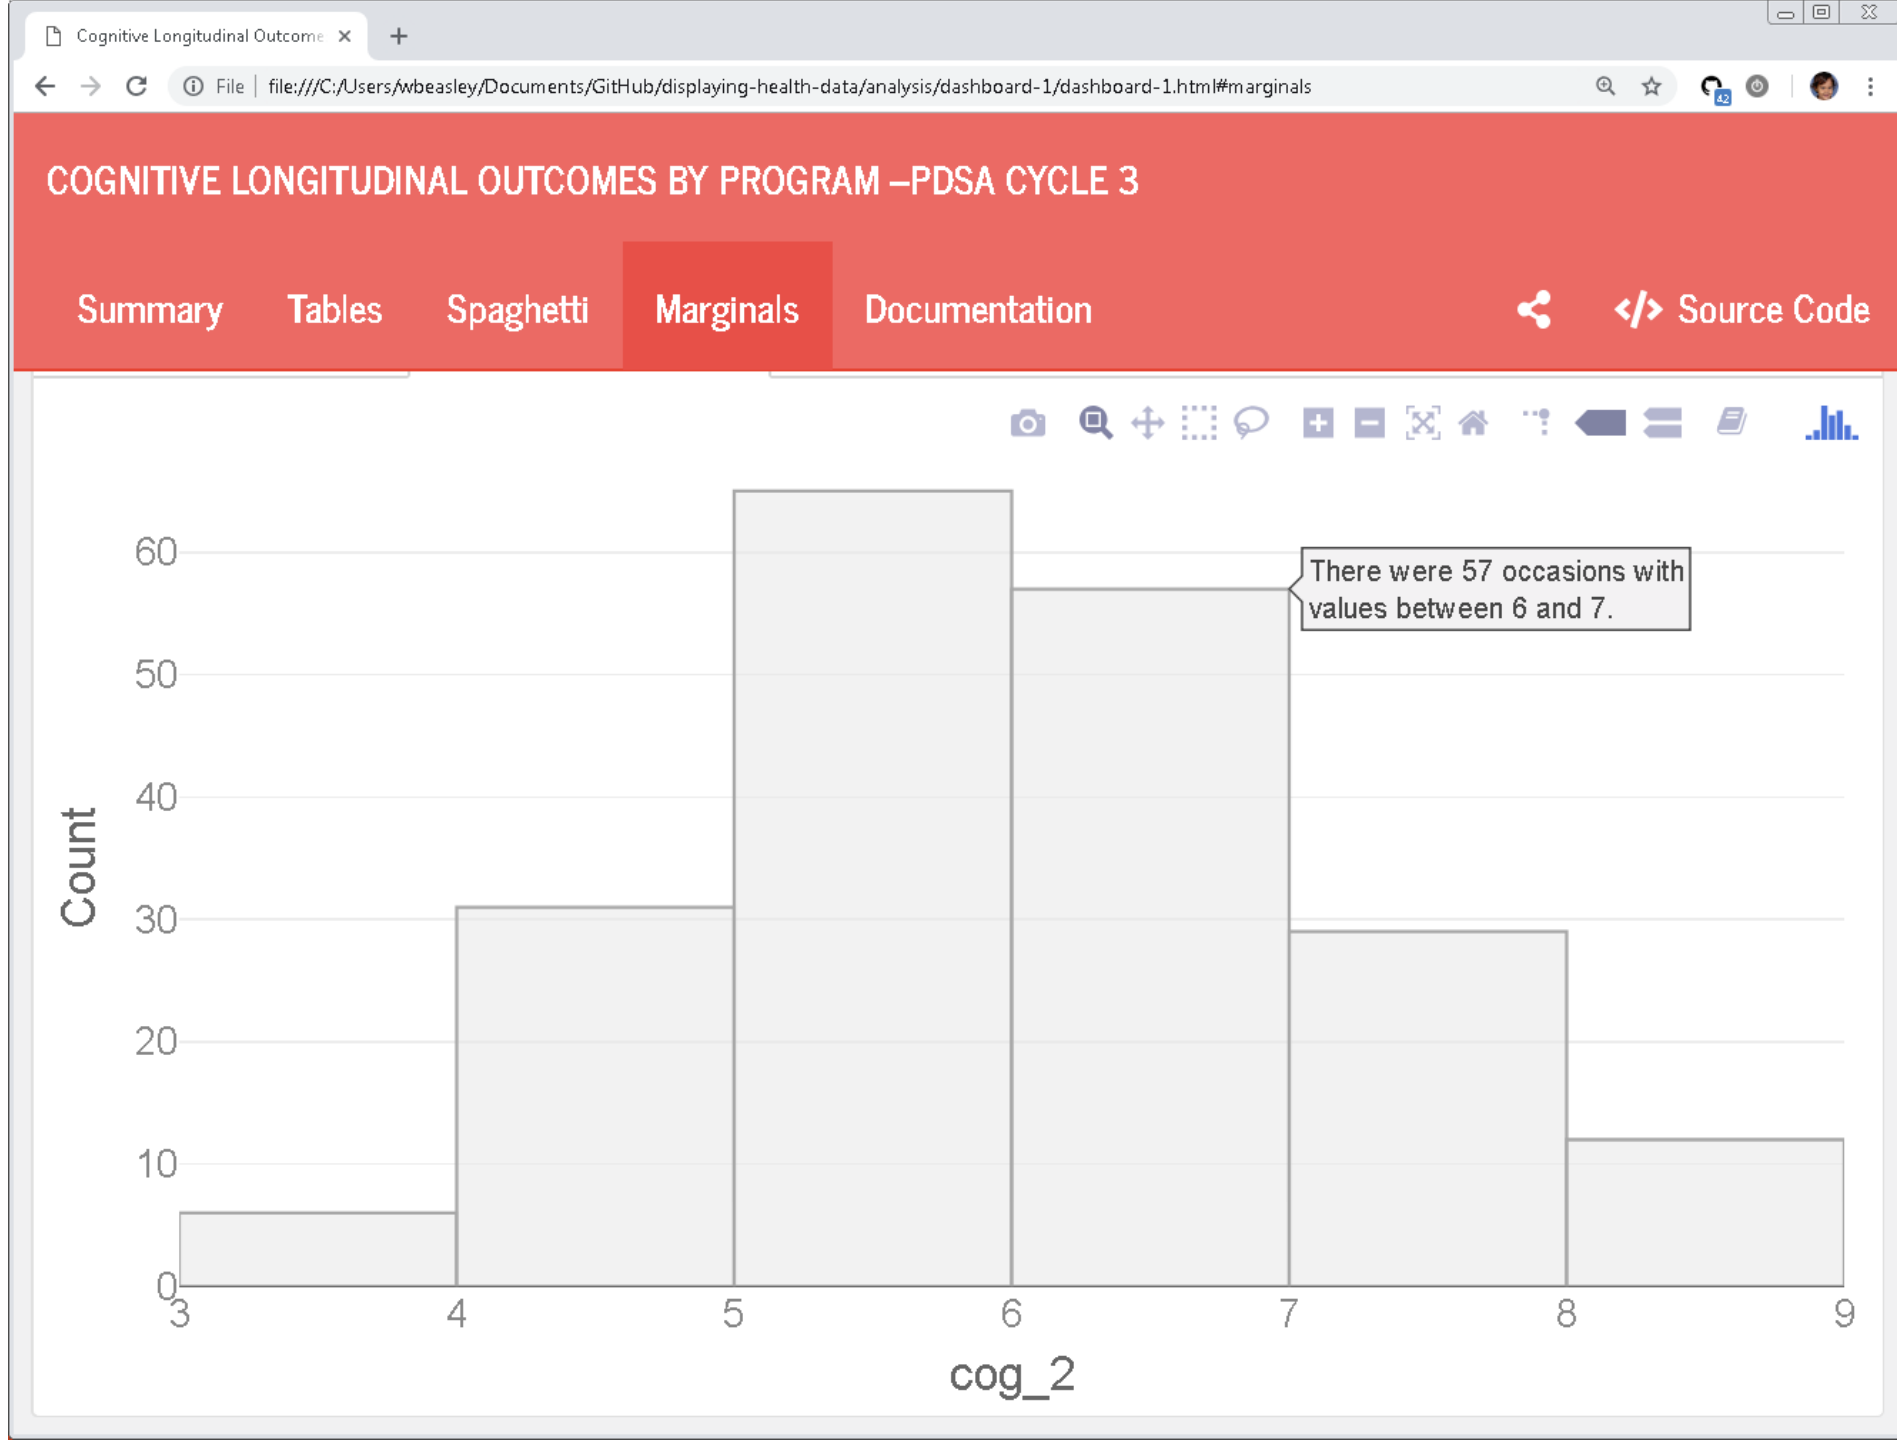 Cognitive Longitudinal Outcome
File file:///C:/Users/wbeasley/Documents/GitHub/displaying-health-data/analysis/dashboard-1/dashboard-1.html#marginals
42
COGNITIVE LONGITUDINAL OUTCOMES BY PROGRAM –PDSA CYCLE 3
Summary Tables Spaghetti Marginals Documentation </> Source Code
60
There were 57 occasions with
values between 6 and 7.
50
40
Count
30
20
10
0
3 4 5 6 7 8 9
cog_2